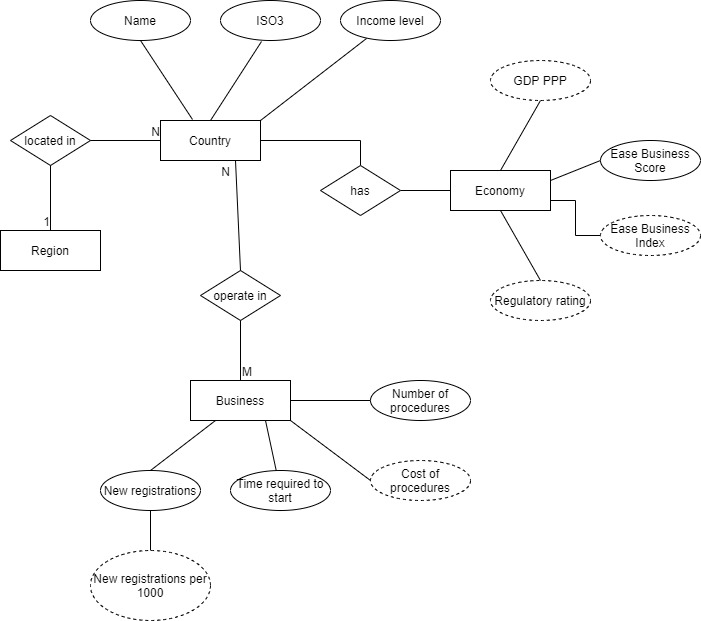 Name
ISO3
Income level
GDP PPP
located in
N
Country
Ease Business
Score
N
has
Economy
1
Region
Ease Business
Index
operate in
Regulatory rating
M
Business
Number of
procedures
New registrations
Time required to
start
Cost of
procedures
New registrations per
1000